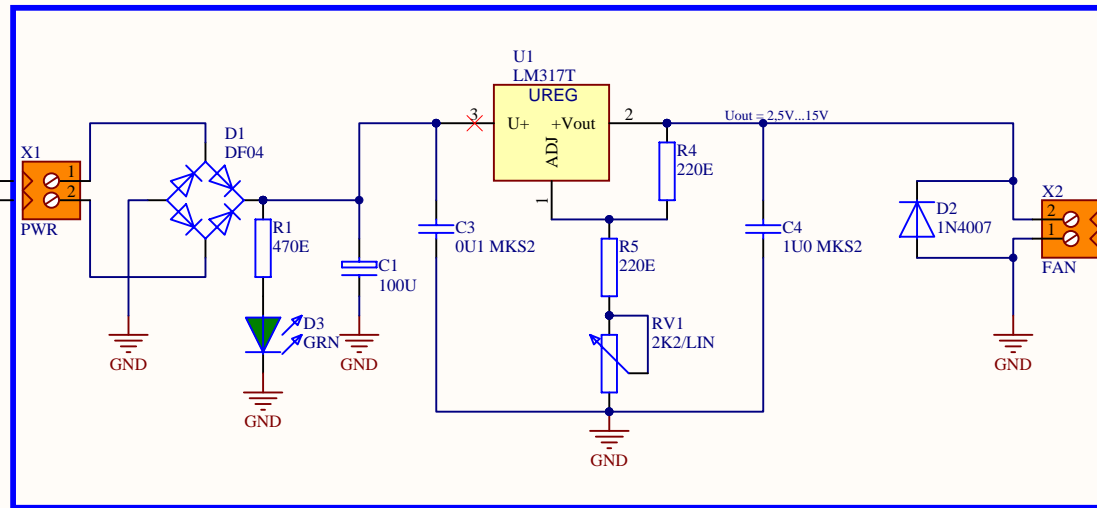 X1
1
2
PWR
D1
DF04
GND
R1
470E
D3
GRN
GND
C1
100U
GND
C3
0U1 MKS2
U1
LM317T
UREG
3
U+
+Vout
2
ADJ
1
Uout = 2,5V...15V
R4
220E
R5
220E
RV1
2K2/LIN
GND
C4
1U0 MKS2
D2
1N4007
X2
2
1
FAN
GND